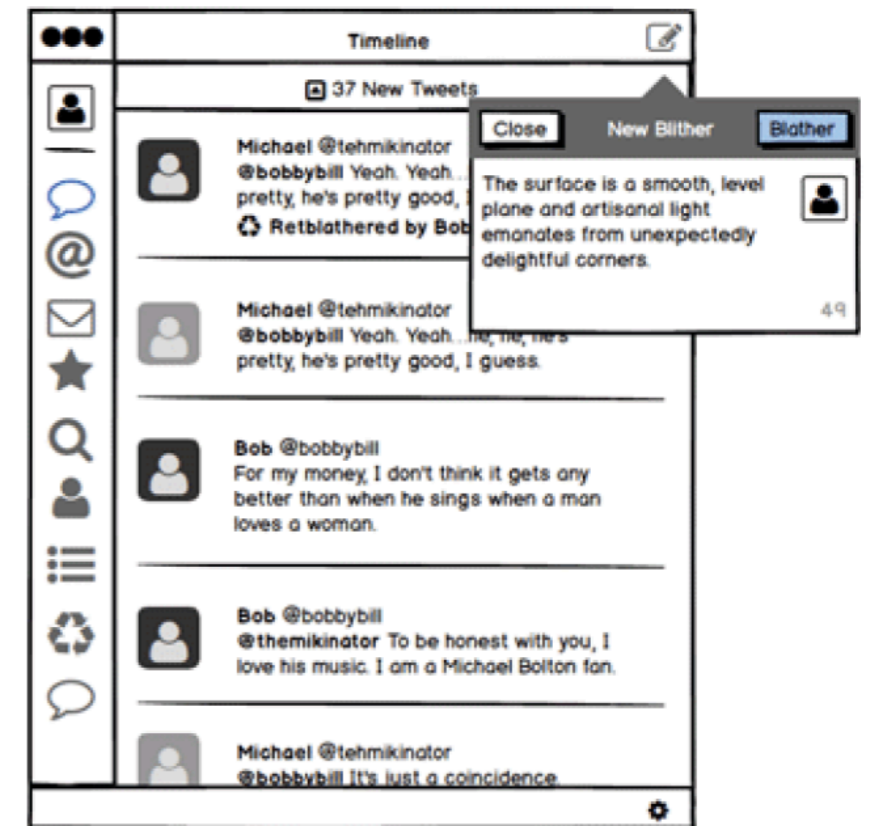 Timeline
37 New Tweets
Close
New Blither
Blather
The surface is a smooth, level
plane and artisanal light
emanates from unexpectedly
delightful corners.
49
Michael @tehmikinator
@bobbybill Yeah. Yeah...
pretty, he's pretty good,
Retblathered by Bob
Michael @tehmikinator
@bobbybill Yeah. Yeah...he, he, he's
pretty, he's pretty good, I guess.
Bob @bobbybill
For my money, I don't think it gets any
better than when he sings when a man
loves a woman.
Bob @bobbybill
@themikinator To be honest with you, I
love his music. I am a Michael Bolton fan.
Michael @tehmikinator
@bobbybill It's just a coincidence.